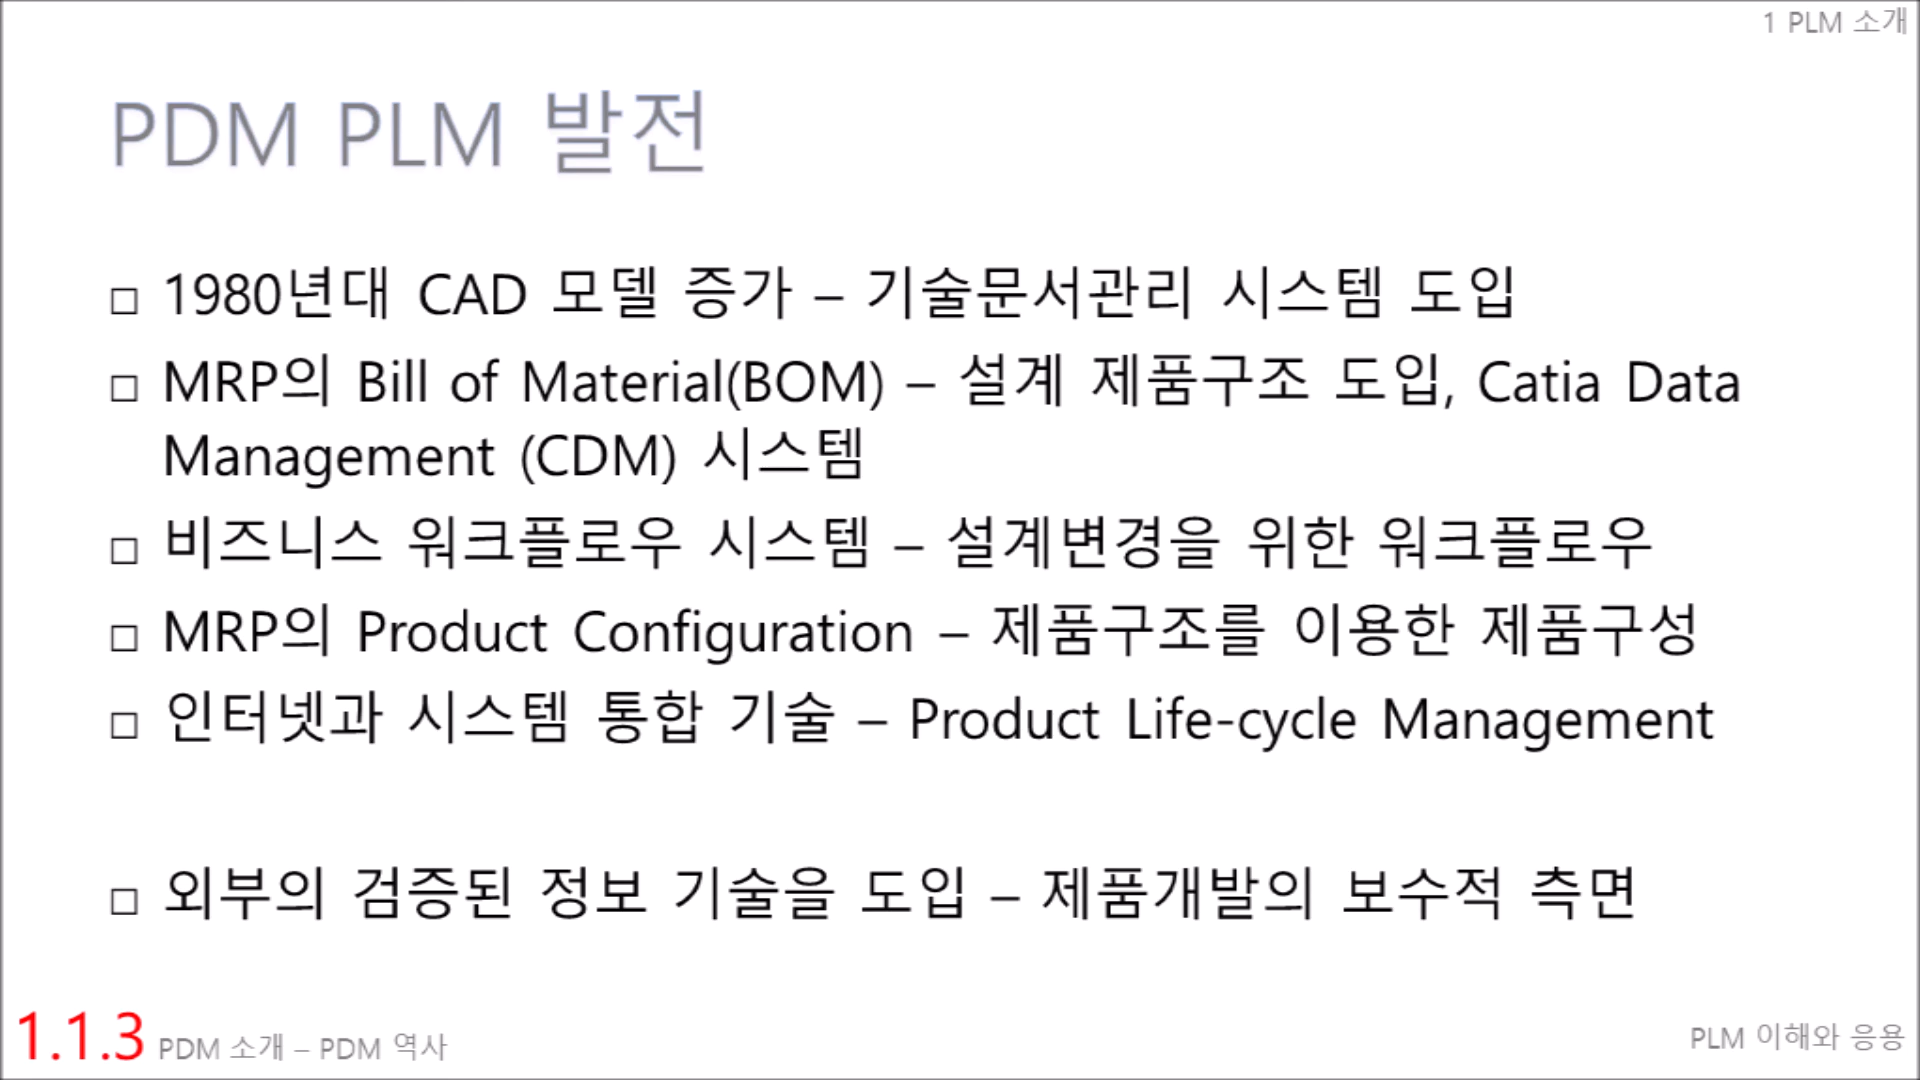 1 PLM 소개
PDM PLM 발전
□ 1980년대 CAD 모델 증가 – 기술문서관리 시스템 도입
□ MRP의 Bill of Material(BOM) – 설계 제품구조 도입, Catia Data
Management (CDM) 시스템
□ 비즈니스 워크플로우 시스템 – 설계변경을 위한 워크플로우
□ MRP의 Product Configuration – 제품구조를 이용한 제품구성
□ 인터넷과 시스템 통합 기술 – Product Life-cycle Management
□ 외부의 검증된 정보 기술을 도입 – 제품개발의 보수적 측면
1.1.3 PDM 소개 – PDM 역사
PLM 이해와 응용